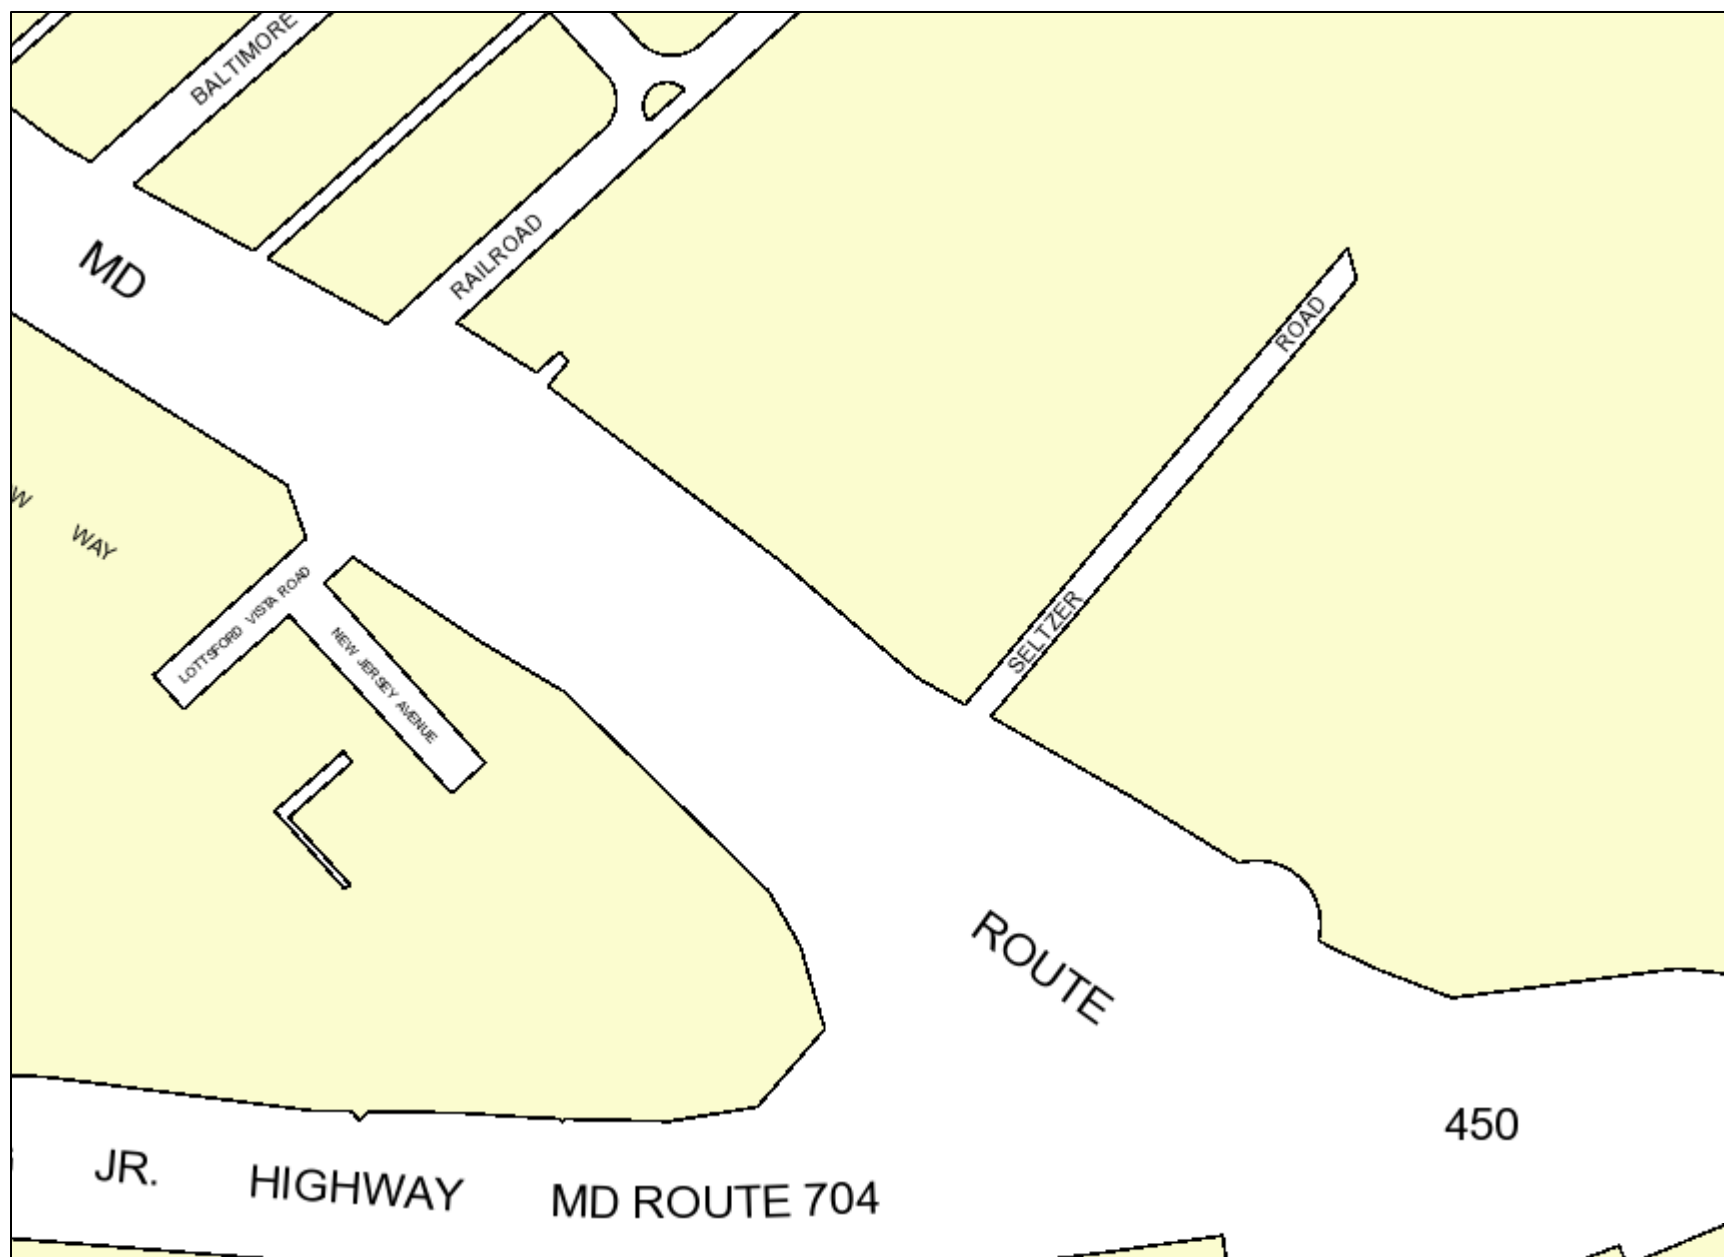 BALTIMORE
RAILROAD
MD
ROAD
W WAY
LOTTSFORD VISTA ROAD
NEW JERSEY AVENUE
SELTZER
ROUTE
450
JR. HIGHWAY MD ROUTE 704